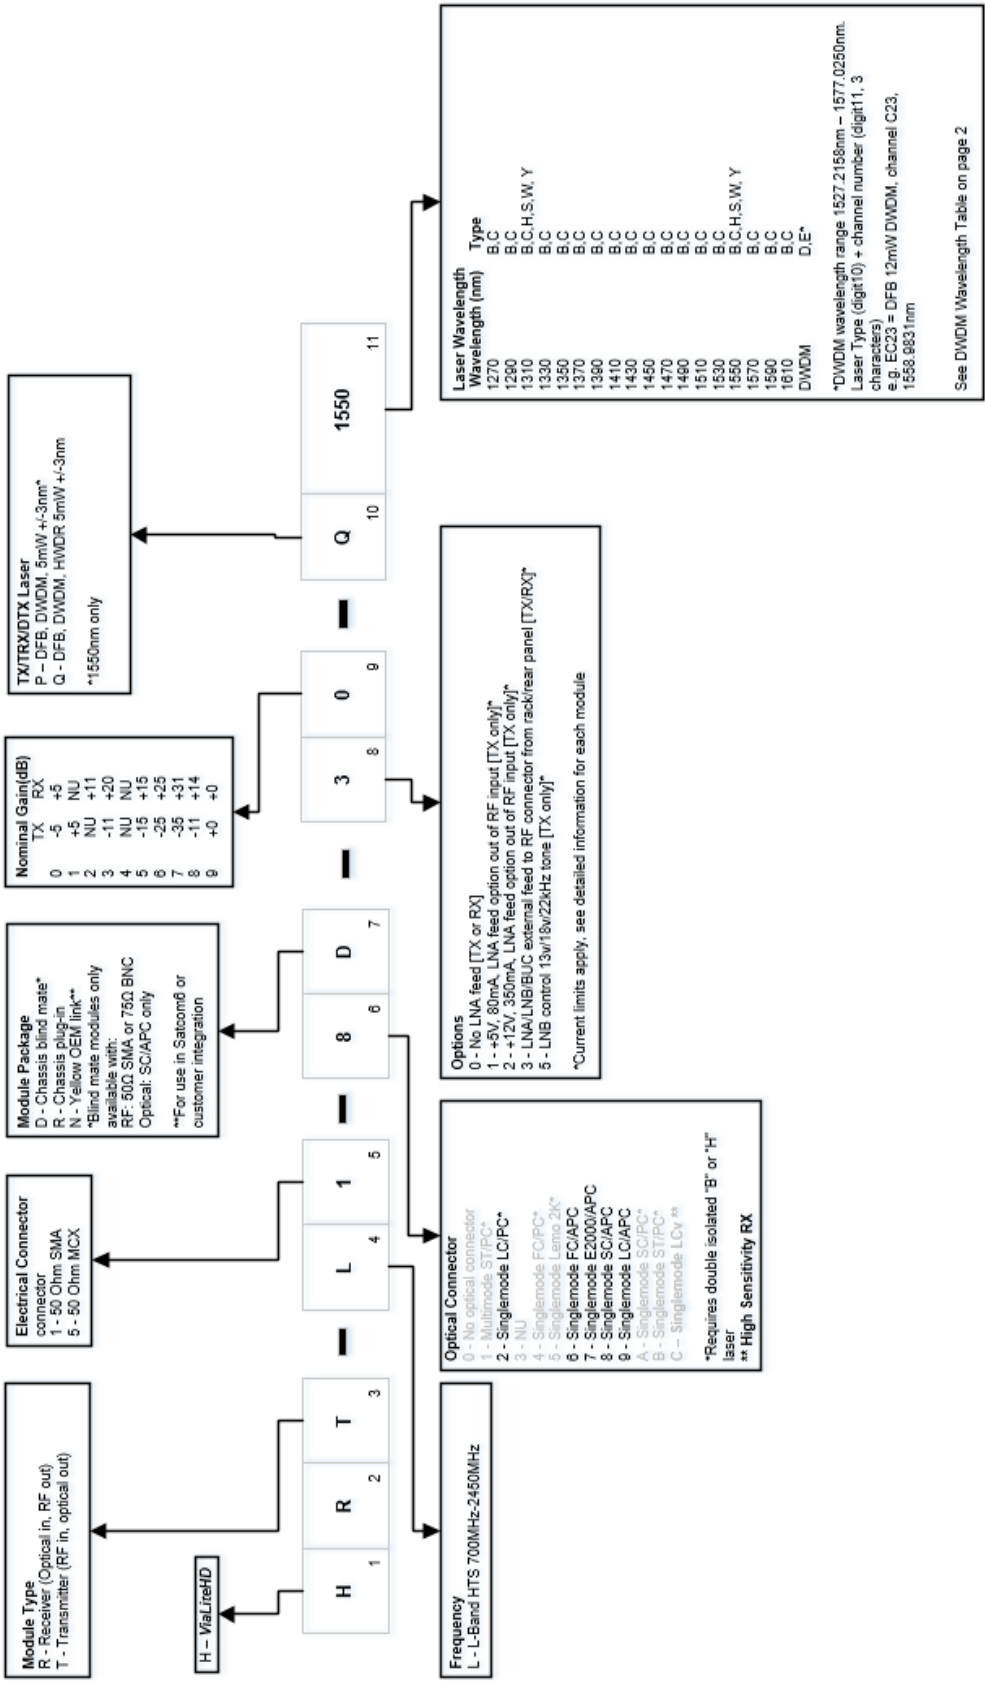 Module Type
R - Receiver (Optical in, RF out)
T - Transmitter (RF in, optical out)
Electrical Connector
connector
1 - 50 Ohm SMA
5 - 50 Ohm MCX
Module Package
D - Chassis blind mate*
R - Chassis plug-in
N - Yellow OEM link**
*Blind mate modules only
available with:
RF: 50Ω SMA or 75Ω BNC
Optical: SC/APC only
**For use in Satcom6 or
customer integration
Nominal Gain(dB)
TX RX
0 -5 +5
1 +5 NU
2 NU +11
3 -11 +20
4 NU NU
5 -15 +15
6 -25 +25
7 -35 +31
8 -11 +14
9 +0 +0
TX/TRX/DTX Laser
P – DFB, DWDM, 5mW +/-3nm*
Q - DFB, DWDM, HWDR 5mW +/-3nm
*1550nm only
H – ViaLiteHD
H R T – L 1 – 8 D – 3 0 – Q 1550
1 2 3 4 5 6 7 8 9 10 11
Frequency
L - L-Band HTS 700MHz-2450MHz
Optical Connector
0 - No optical connector
1 - Multimode ST/PC*
2 - Singlemode LC/PC*
3 - NU
4 - Singlemode FC/PC*
5 - Singlemode Lemo 2K*
6 - Singlemode FC/APC
7 - Singlemode E2000/APC
8 - Singlemode SC/APC
9 - Singlemode LC/APC
A - Singlemode SC/PC*
B - Singlemode ST/PC*
C – Singlemode LCv **
*Requires double isolated "B" or "H"
laser
** High Sensitivity RX
Options
0 - No LNA feed [TX or RX]
1 - +5V, 80mA, LNA feed option out of RF input [TX only]*
2 - +12V, 350mA, LNA feed option out of RF input [TX only]*
3 - LNA/LNB/BUC external feed to RF connector from rack/rear panel [TX/RX]*
5 - LNB control 13v/18v/22kHz tone [TX only]*
*Current limits apply, see detailed information for each module
Laser Wavelength
Wavelength (nm) Type
1270 B,C
1290 B,C
1310 B,C,H,S,W,Y
1330 B,C
1350 B,C
1370 B,C
1390 B,C
1410 B,C
1430 B,C
1450 B,C
1470 B,C
1490 B,C
1510 B,C
1530 B,C
1550 B,C,H,S,W,Y
1570 B,C
1590 B,C
1610 B,C
DWDM D,E*
*DWDM wavelength range 1527.2158nm – 1577.0250nm.
Laser Type (digit10) + channel number (digit11, 3
characters)
e.g. EC23 = DFB 12mW DWDM, channel C23,
1558.9831nm
See DWDM Wavelength Table on page 2